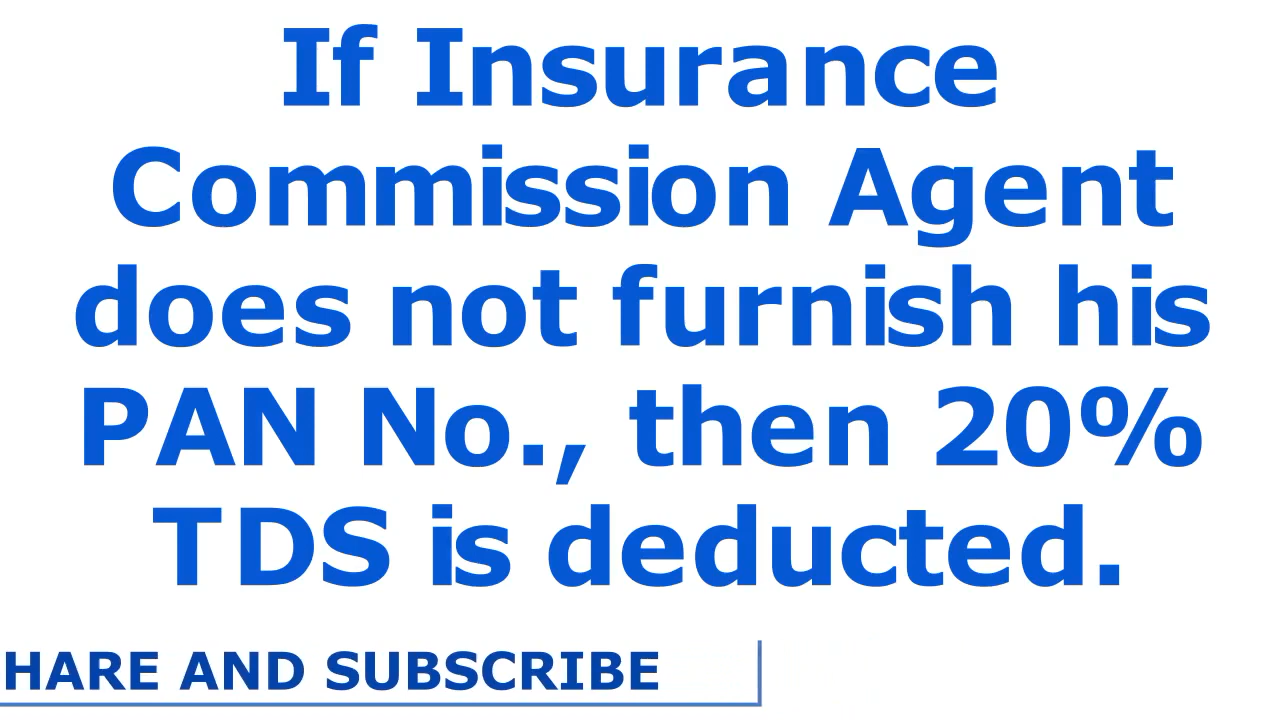 If Insurance
Commission Agent
does not furnish his
PAN No., then 20%
TDS is deducted.
HARE AND SUBSCRIBE